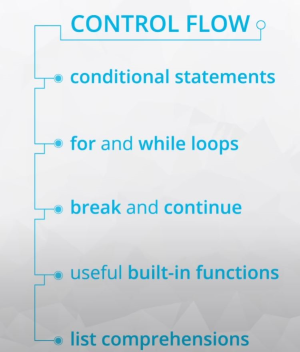 CONTROL FLOW
conditional statements
for and while loops
break and continue
useful built-in functions
list comprehensions